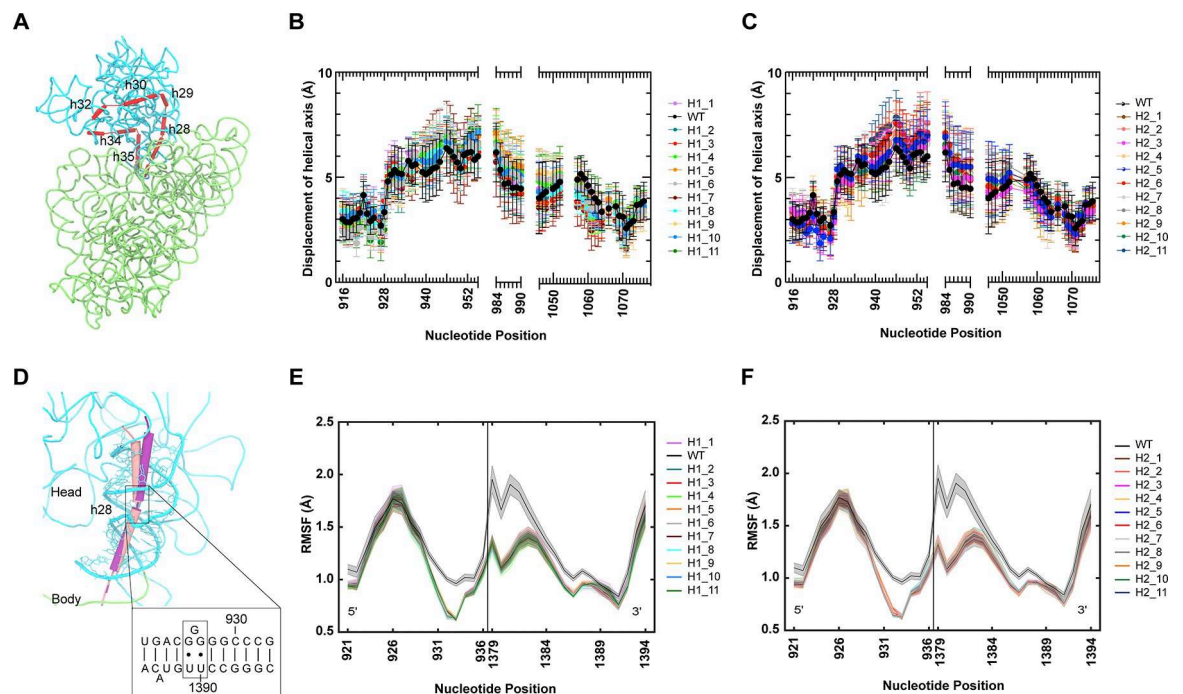 A
h30
h32
h29
h28
h34
h35
B
Displacement of helical axis (Å)
10
5
0
916
928
940
952
984
990
1050
1060
1070
Nucleotide Position
H1_1
WT
H1_2
H1_3
H1_4
H1_5
H1_6
H1_7
H1_8
H1_9
H1_10
H1_11
C
Displacement of helical axis (Å)
10
5
0
916
928
940
952
984
990
1050
1060
1070
Nucleotide Position
WT
H2_1
H2_2
H2_3
H2_4
H2_5
H2_6
H2_7
H2_8
H2_9
H2_10
H2_11
D
Head
h28
Body
G 930
UGACGGGGCCCG
ACUGUUCCGGGC
A
1390
E
RMSF (Å)
2.5
2.0
1.5
1.0
0.5
5'
3'
921
926
931
936
1379
1384
1389
1394
Nucleotide Position
H1_1
WT
H1_2
H1_3
H1_4
H1_5
H1_6
H1_7
H1_8
H1_9
H1_10
H1_11
F
RMSF (Å)
2.5
2.0
1.5
1.0
0.5
5'
3'
921
926
931
936
1379
1384
1389
1394
Nucleotide Position
WT
H2_1
H2_2
H2_3
H2_4
H2_5
H2_6
H2_7
H2_8
H2_9
H2_10
H2_11